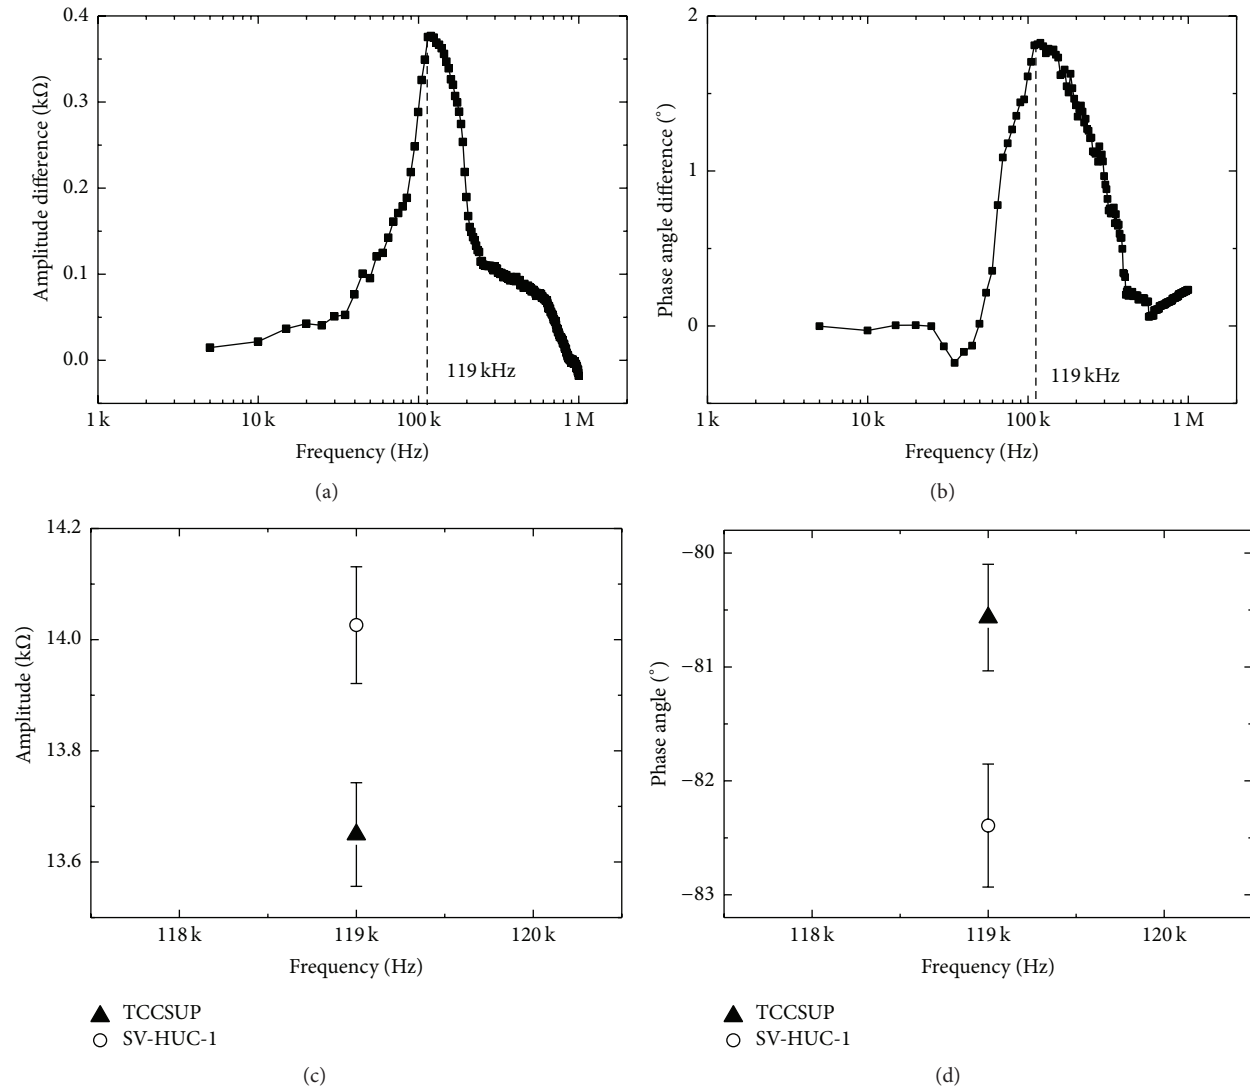 0.4
0.3
0.2
0.1
0.0
Amplitude difference (kΩ)
119 kHz
1 k
10 k
100 k
1 M
Frequency (Hz)
(a)
2
1
0
Phase angle difference (°)
119 kHz
1 k
10 k
100 k
1 M
Frequency (Hz)
(b)
14.2
14.0
13.8
13.6
Amplitude (kΩ)
118 k
119 k
120 k
Frequency (Hz)
TCCSUP
SV-HUC-1
(c)
−80
−81
−82
−83
Phase angle (°)
118 k
119 k
120 k
Frequency (Hz)
TCCSUP
SV-HUC-1
(d)